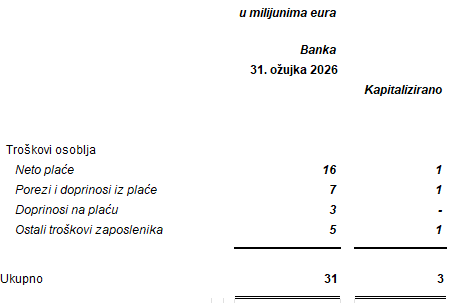 u milijunima eura
Banka
31. ožujka 2026
Kapitalizirano
Troškovi osoblja
Neto plaće 16 1
Porezi i doprinosi iz plaće 7 1
Doprinosi na plaću 3 -
Ostali troškovi zaposlenika 5 1
Ukupno 31 3